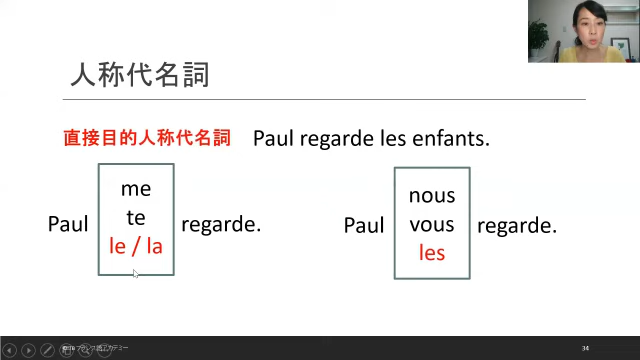 人称代名詞
直接目的人称代名詞 Paul regarde les enfants.
Paul
me
te
le / la
regarde.
Paul
nous
vous
les
regarde.
34